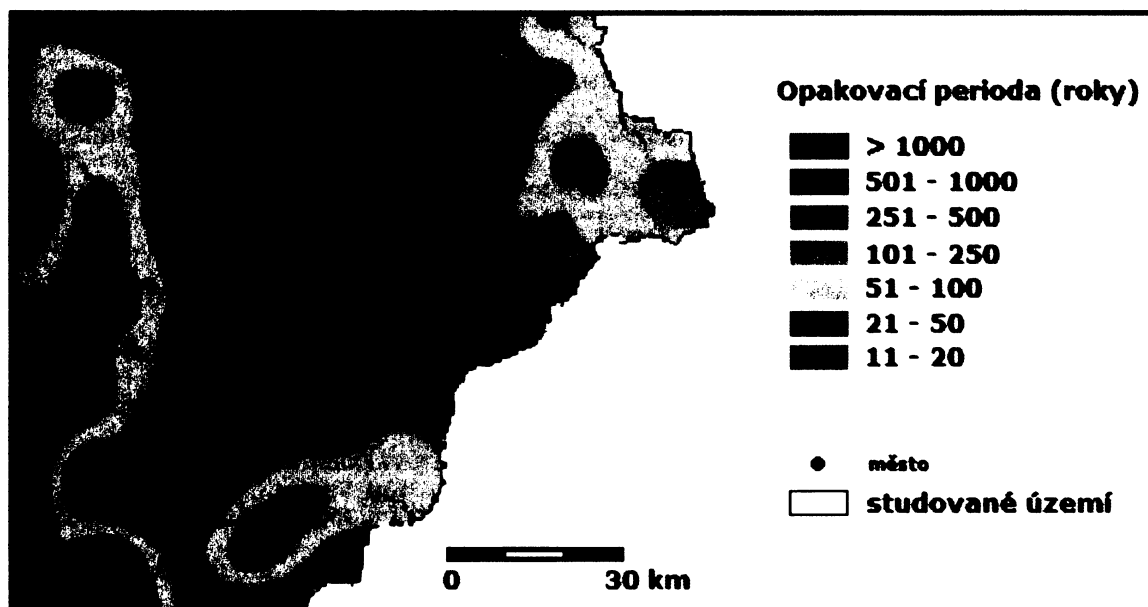 Opakovací perioda (roky)
> 1000
501 - 1000
251 - 500
101 - 250
51 - 100
21 - 50
11 - 20
město
studované území
0 30 km